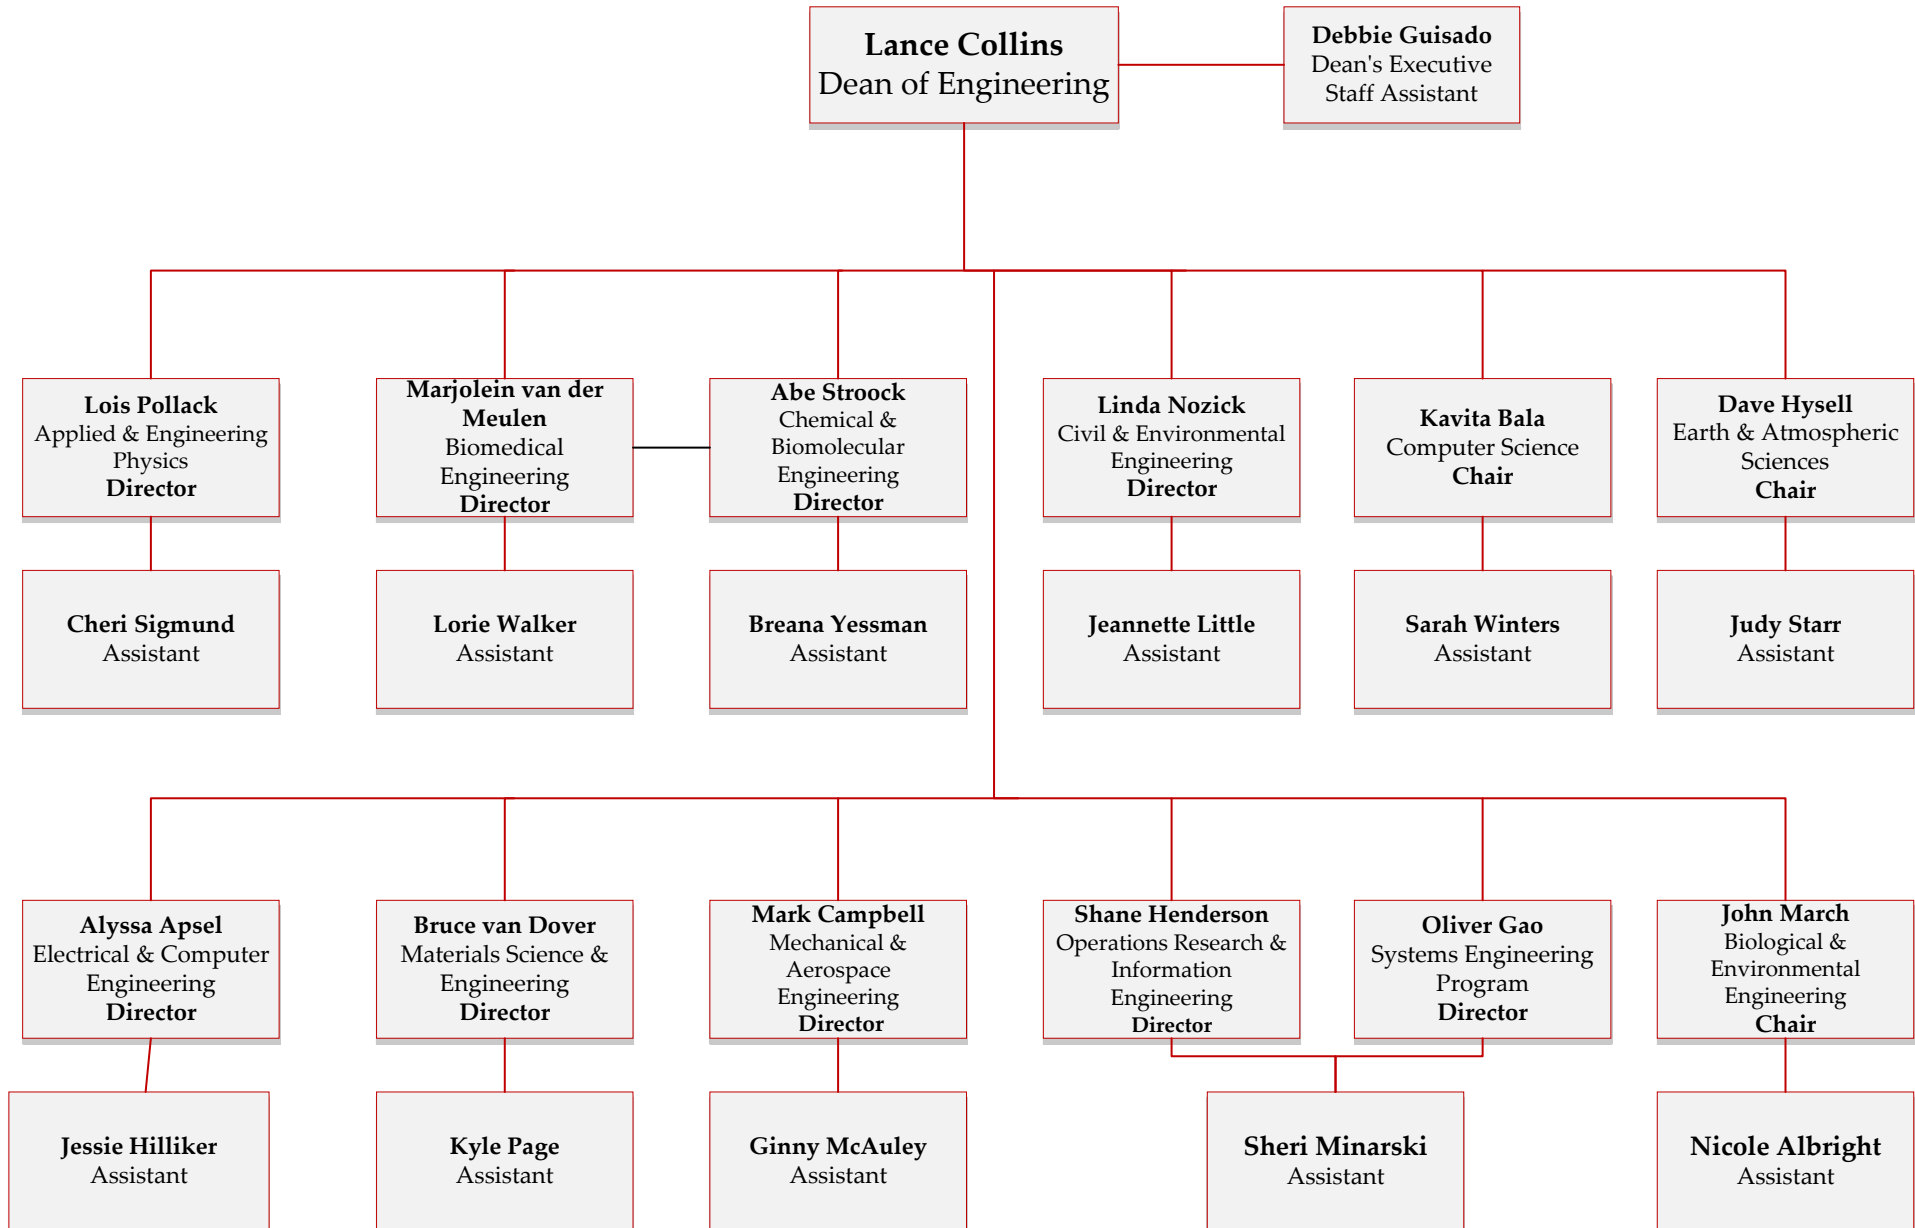 Lance Collins
Dean of Engineering
Debbie Guisado
Dean's Executive
Staff Assistant
Lois Pollack
Applied & Engineering
Physics
Director
Marjolein van der
Meulen
Biomedical
Engineering
Director
Abe Stroock
Chemical &
Biomolecular
Engineering
Director
Linda Nozick
Civil & Environmental
Engineering
Director
Kavita Bala
Computer Science
Chair
Dave Hysell
Earth & Atmospheric
Sciences
Chair
Cheri Sigmund
Assistant
Lorie Walker
Assistant
Breana Yessman
Assistant
Jeannette Little
Assistant
Sarah Winters
Assistant
Judy Starr
Assistant
Alyssa Apsel
Electrical & Computer
Engineering
Director
Bruce van Dover
Materials Science &
Engineering
Director
Mark Campbell
Mechanical &
Aerospace
Engineering
Director
Shane Henderson
Operations Research &
Information
Engineering
Director
Oliver Gao
Systems Engineering
Program
Director
John March
Biological &
Environmental
Engineering
Chair
Jessie Hilliker
Assistant
Kyle Page
Assistant
Ginny McAuley
Assistant
Sheri Minarski
Assistant
Nicole Albright
Assistant